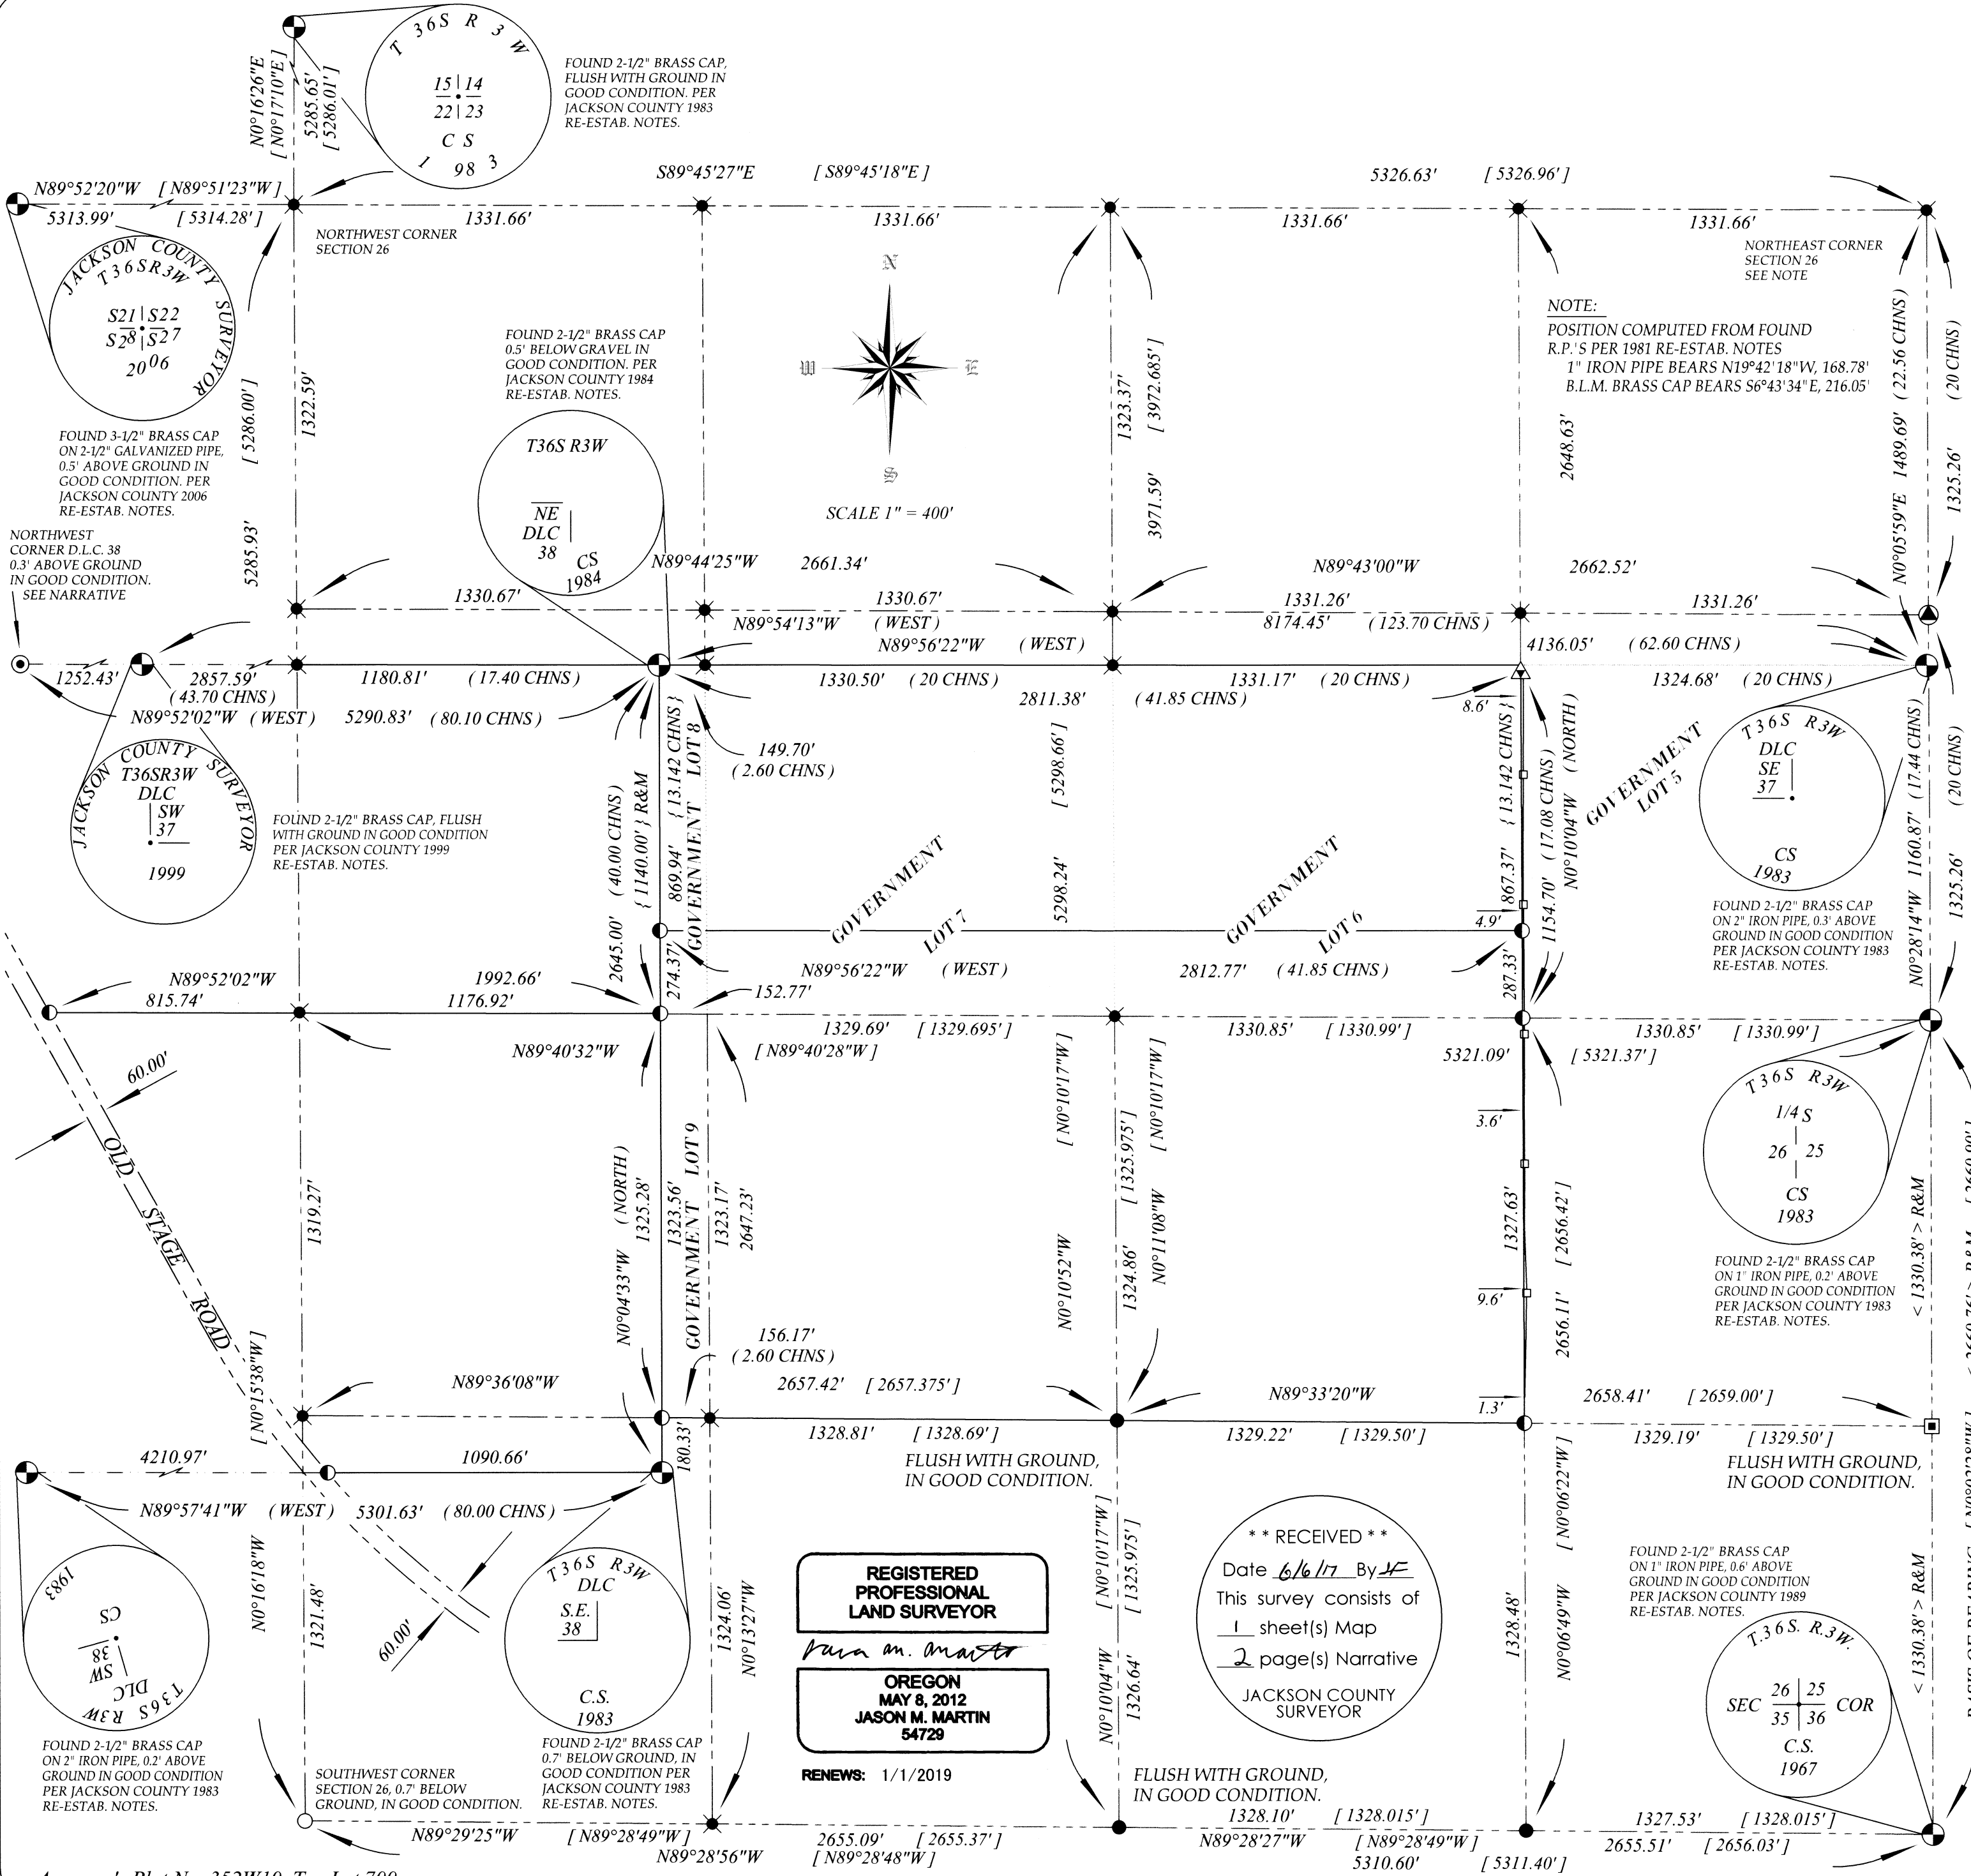 T 36S R 3 W
15 | 14
22 | 23
C S
1 98 3
FOUND 2-1/2" BRASS CAP,
FLUSH WITH GROUND IN
GOOD CONDITION. PER
JACKSON COUNTY 1983
RE-ESTAB. NOTES.
N0°16'26"E
[ N0°17'10"E ]
5285.65'
[ 5286.01' ]
N89°52'20"W [ N89°51'23"W ]
5313.99' [ 5314.28' ]
S89°45'27"E [ S89°45'18"E ]
5326.63' [ 5326.96' ]
1331.66'
1331.66'
1331.66'
1331.66'
NORTHWEST CORNER
SECTION 26
NORTHEAST CORNER
SECTION 26
SEE NOTE
JACKSON COUNTY SURVEYOR
T36SR3W
S21 | S22
S28 | S27
2006
FOUND 3-1/2" BRASS CAP
ON 2-1/2" GALVANIZED PIPE,
0.5' ABOVE GROUND IN
GOOD CONDITION. PER
JACKSON COUNTY 2006
RE-ESTAB. NOTES.
[ 5286.00' ]
5285.93'
1322.59'
N
W
E
S
SCALE 1" = 400'
FOUND 2-1/2" BRASS CAP
0.5' BELOW GRAVEL IN
GOOD CONDITION. PER
JACKSON COUNTY 1984
RE-ESTAB. NOTES.
T36S R3W
NE
DLC
38
CS
1984
1323.37'
[ 3972.685' ]
3971.59'
NOTE:
POSITION COMPUTED FROM FOUND
R.P.'S PER 1981 RE-ESTAB. NOTES
1" IRON PIPE BEARS N19°42'18"W, 168.78'
B.L.M. BRASS CAP BEARS S6°43'34"E, 216.05'
2648.63'
N0°05'59"E 1489.69' ( 22.56 CHNS )
( 20 CHNS )
1325.26'
NORTHWEST
CORNER D.L.C. 38
0.3' ABOVE GROUND
IN GOOD CONDITION.
SEE NARRATIVE
N89°44'25"W 2661.34'
N89°43'00"W 2662.52'
1330.67'
1330.67'
1331.26'
1331.26'
N89°54'13"W ( WEST )
8174.45' ( 123.70 CHNS )
N89°56'22"W ( WEST )
4136.05' ( 62.60 CHNS )
1252.43'
2857.59'
( 43.70 CHNS )
1180.81' ( 17.40 CHNS )
1330.50' ( 20 CHNS )
1331.17' ( 20 CHNS )
1324.68' ( 20 CHNS )
2811.38' ( 41.85 CHNS )
N89°52'02"W ( WEST ) 5290.83' ( 80.10 CHNS )
149.70'
( 2.60 CHNS )
8.6'
JACKSON COUNTY SURVEYOR
T36SR3W
DLC
SW
37
1999
FOUND 2-1/2" BRASS CAP, FLUSH
WITH GROUND IN GOOD CONDITION
PER JACKSON COUNTY 1999
RE-ESTAB. NOTES.
2645.00' ( 40.00 CHNS )
{ 1140.00' } R&M
869.94' { 13.142 CHNS }
GOVERNMENT LOT 8
274.37'
GOVERNMENT
LOT 7
GOVERNMENT
LOT 6
GOVERNMENT
LOT 5
[ 5298.66' ]
5298.24'
867.37' { 13.142 CHNS }
4.9'
287.33'
1154.70' ( 17.08 CHNS )
N0°10'04"W ( NORTH )
T36S R3W
DLC
SE
37
CS
1983
FOUND 2-1/2" BRASS CAP
ON 2" IRON PIPE, 0.3' ABOVE
GROUND IN GOOD CONDITION
PER JACKSON COUNTY 1983
RE-ESTAB. NOTES.
N0°28'14"W 1160.87' ( 17.44 CHNS )
( 20 CHNS )
1325.26'
N89°56'22"W ( WEST )
2812.77' ( 41.85 CHNS )
N89°52'02"W 1992.66'
815.74'
1176.92'
152.77'
1329.69' [ 1329.695' ]
1330.85' [ 1330.99' ]
1330.85' [ 1330.99' ]
N89°40'32"W [ N89°40'28"W ]
5321.09' [ 5321.37' ]
60.00'
OLD STAGE ROAD
1319.27'
N0°04'33"W ( NORTH )
1325.28'
1323.56'
GOVERNMENT LOT 9
1323.17'
2647.23'
N0°10'52"W [ N0°10'17"W ]
1324.86' [ 1325.975' ]
N0°11'08"W [ N0°10'17"W ]
3.6'
9.6'
1.3'
1327.63'
2656.11' [ 2656.42' ]
T36S R3W
1/4 S
26 | 25
CS
1983
FOUND 2-1/2" BRASS CAP
ON 1" IRON PIPE, 0.2' ABOVE
GROUND IN GOOD CONDITION
PER JACKSON COUNTY 1983
RE-ESTAB. NOTES.
< 1330.38' > R&M
156.17'
( 2.60 CHNS )
N89°36'08"W
2657.42' [ 2657.375' ]
N89°33'20"W
2658.41' [ 2659.00' ]
1328.81' [ 1328.69' ]
1329.22' [ 1329.50' ]
1329.19' [ 1329.50' ]
FLUSH WITH GROUND,
IN GOOD CONDITION.
FLUSH WITH GROUND,
IN GOOD CONDITION.
180.33'
4210.97'
1090.66'
N89°57'41"W ( WEST ) 5301.63' ( 80.00 CHNS )
N0°16'18"W [ N0°15'38"W ]
1321.48'
60.00'
T36S R3W
DLC
SW
38
CS
1983
FOUND 2-1/2" BRASS CAP
ON 2" IRON PIPE, 0.2' ABOVE
GROUND IN GOOD CONDITION
PER JACKSON COUNTY 1983
RE-ESTAB. NOTES.
T36S R3W
DLC
S.E.
38
C.S.
1983
FOUND 2-1/2" BRASS CAP
0.7' BELOW GROUND, IN
GOOD CONDITION PER
JACKSON COUNTY 1983
RE-ESTAB. NOTES.
SOUTHWEST CORNER
SECTION 26, 0.7' BELOW
GROUND, IN GOOD CONDITION.
1324.06'
N0°13'27"W
REGISTERED
PROFESSIONAL
LAND SURVEYOR
OREGON
MAY 8, 2012
JASON M. MARTIN
54729
RENEWS: 1/1/2019
N0°10'04"W [ N0°10'17"W ]
1326.64' [ 1325.975' ]
* * RECEIVED * *
Date 6/6/17 By
This survey consists of
1 sheet(s) Map
2 page(s) Narrative
JACKSON COUNTY
SURVEYOR
FLUSH WITH GROUND,
IN GOOD CONDITION.
1328.48'
N0°06'49"W [ N0°06'22"W ]
FOUND 2-1/2" BRASS CAP
ON 1" IRON PIPE, 0.6' ABOVE
GROUND IN GOOD CONDITION
PER JACKSON COUNTY 1989
RE-ESTAB. NOTES.
T.36S. R.3W.
SEC 26 | 25 COR
35 | 36
C.S.
1967
< 1330.38' > R&M
N89°29'25"W [ N89°28'49"W ]
2655.09' [ 2655.37' ]
N89°28'56"W [ N89°28'48"W ]
1328.10' [ 1328.015' ]
N89°28'27"W [ N89°28'49"W ]
1327.53' [ 1328.015' ]
2655.51' [ 2656.03' ]
5310.60' [ 5311.40' ]